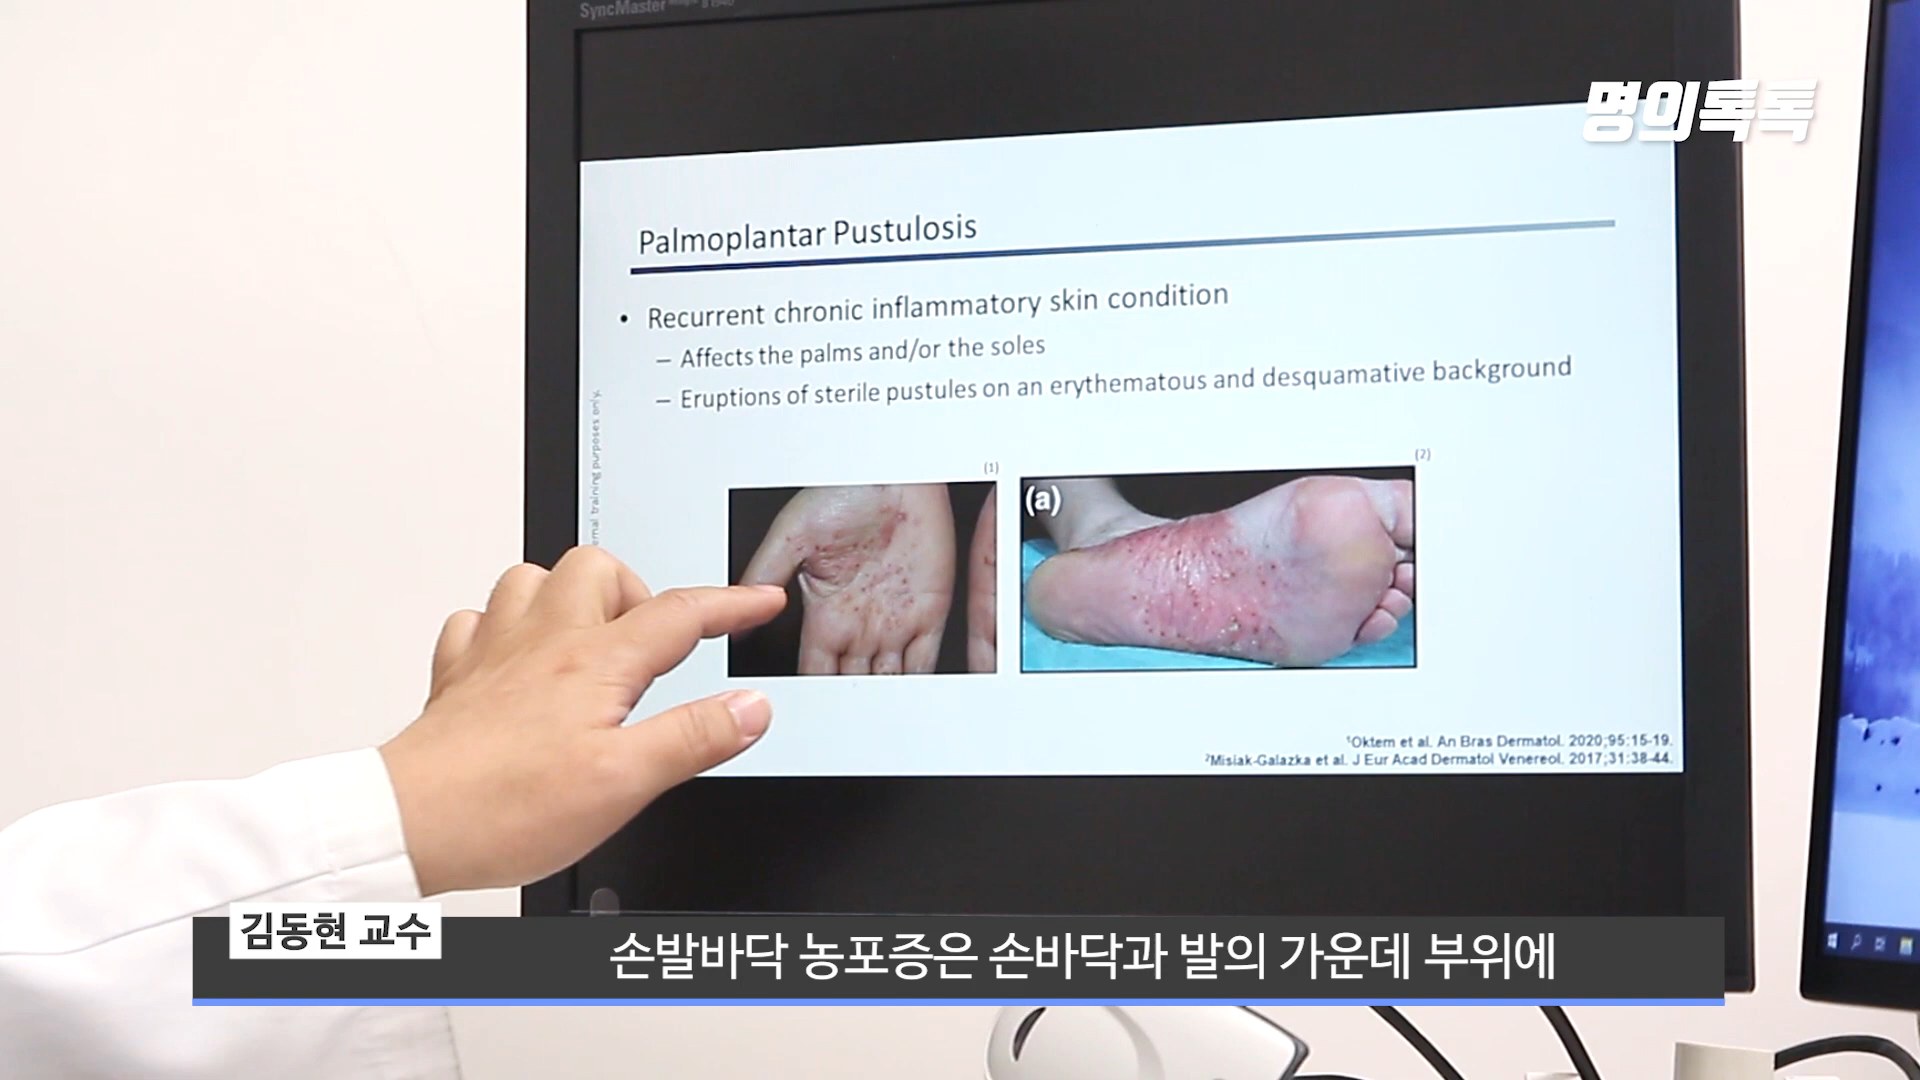 SyncMaster
명의톡톡
Palmoplantar Pustulosis
• Recurrent chronic inflammatory skin condition
– Affects the palms and/or the soles
– Eruptions of sterile pustules on an erythematous and desquamative background
training purposes only.
(1)
(2)
(a)
¹Oktem et al. An Bras Dermatol. 2020;95:15-19.
²Misiak-Galazka et al. J Eur Acad Dermatol Venereol. 2017;31:38-44.
김동현 교수
손발바닥 농포증은 손바닥과 발의 가운데 부위에